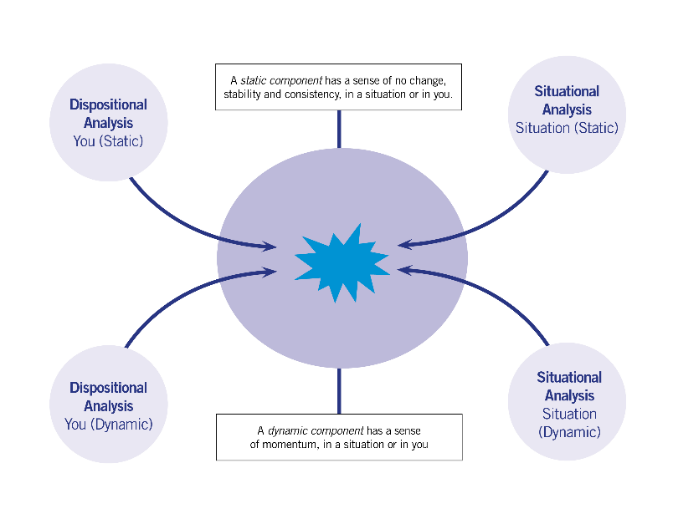 Dispositional
Analysis
You (Static)
A static component has a sense of no change,
stability and consistency, in a situation or in you.
Situational
Analysis
Situation (Static)
Dispositional
Analysis
You (Dynamic)
A dynamic component has a sense
of momentum, in a situation or in you
Situational
Analysis
Situation
(Dynamic)